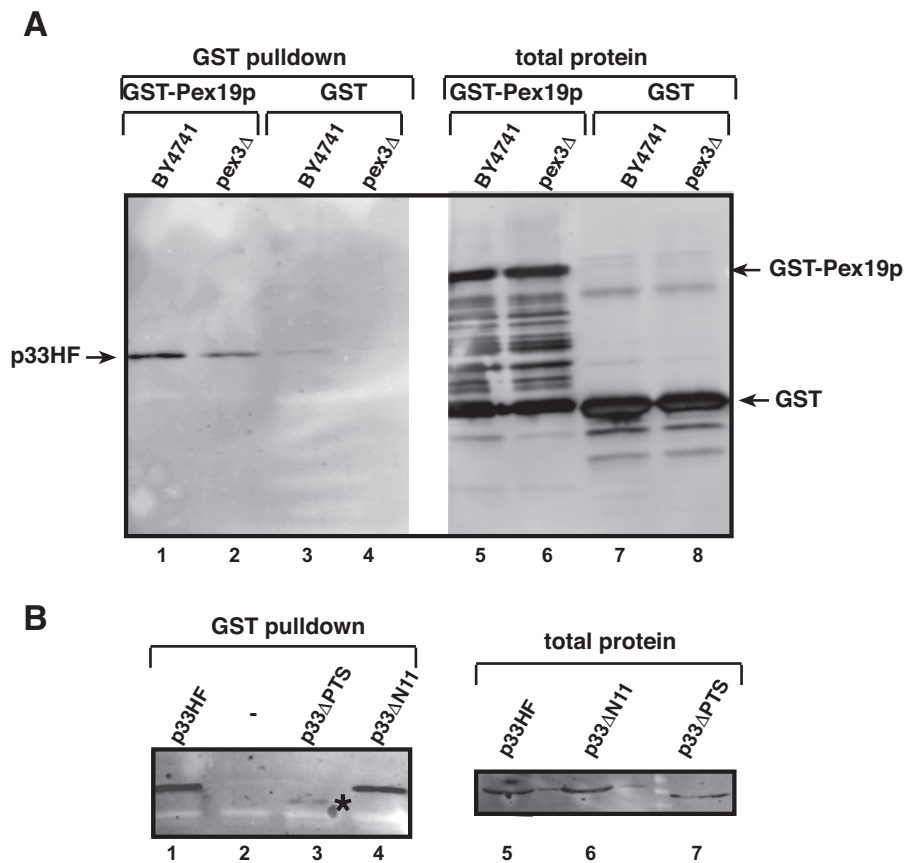 A
GST pulldown total protein
GST-Pex19p GST GST-Pex19p GST
BY4741 pex3Δ BY4741 pex3Δ BY4741 pex3Δ BY4741 pex3Δ
GST-Pex19p
p33HF
GST
1 2 3 4 5 6 7 8
B
GST pulldown total protein
p33HF - p33ΔPTS p33ΔN11 p33HF p33ΔN11 p33ΔPTS
*
1 2 3 4 5 6 7